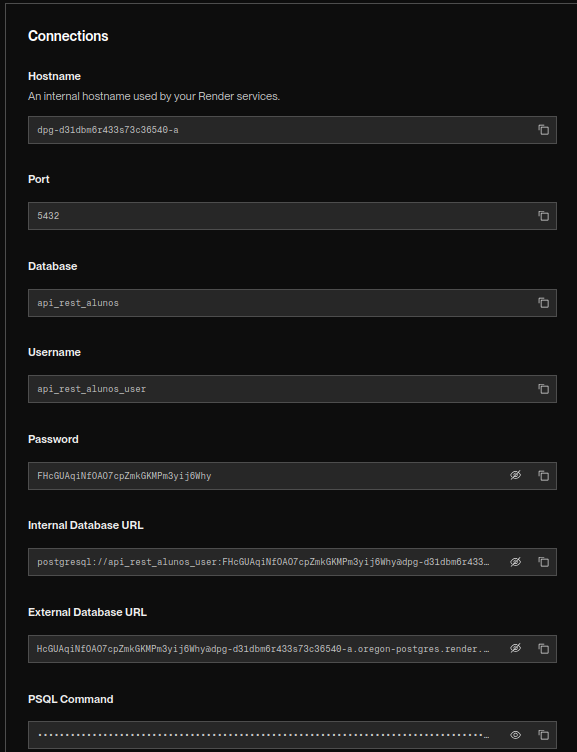 Connections
Hostname
An internal hostname used by your Render services.
dpg-d31dbm6r433s73c36540-a
Port
5432
Database
api_rest_alunos
Username
api_rest_alunos_user
Password
FHcGUAqiNfOAO7cpZmkGKMPm3yij6Why
Internal Database URL
postgresql://api_rest_alunos_user:FHcGUAqiNfOAO7cpZmkGKMPm3yij6Why@dpg-d31dbm6r433…
External Database URL
HcGUAqiNfOAO7cpZmkGKMPm3yij6Why@dpg-d31dbm6r433s73c36540-a.oregon-postgres.render.…
PSQL Command